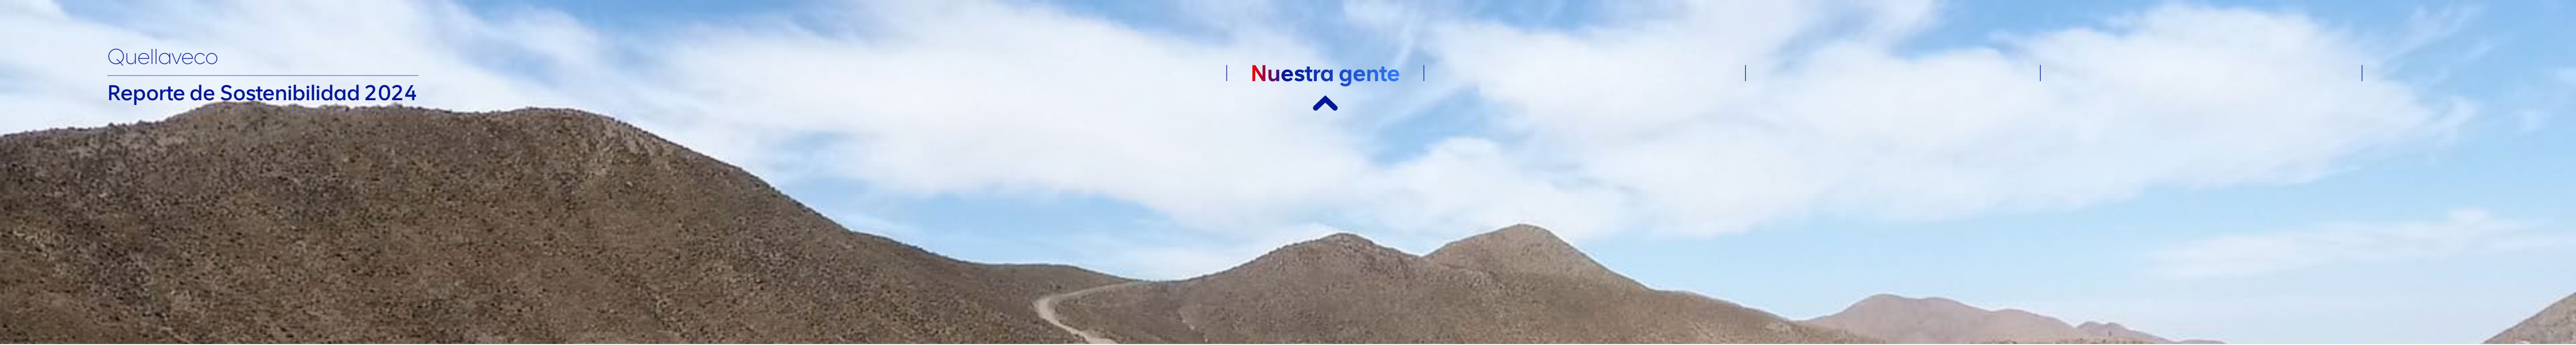 Quellaveco
Reporte de Sostenibilidad 2024
Nuestra gente